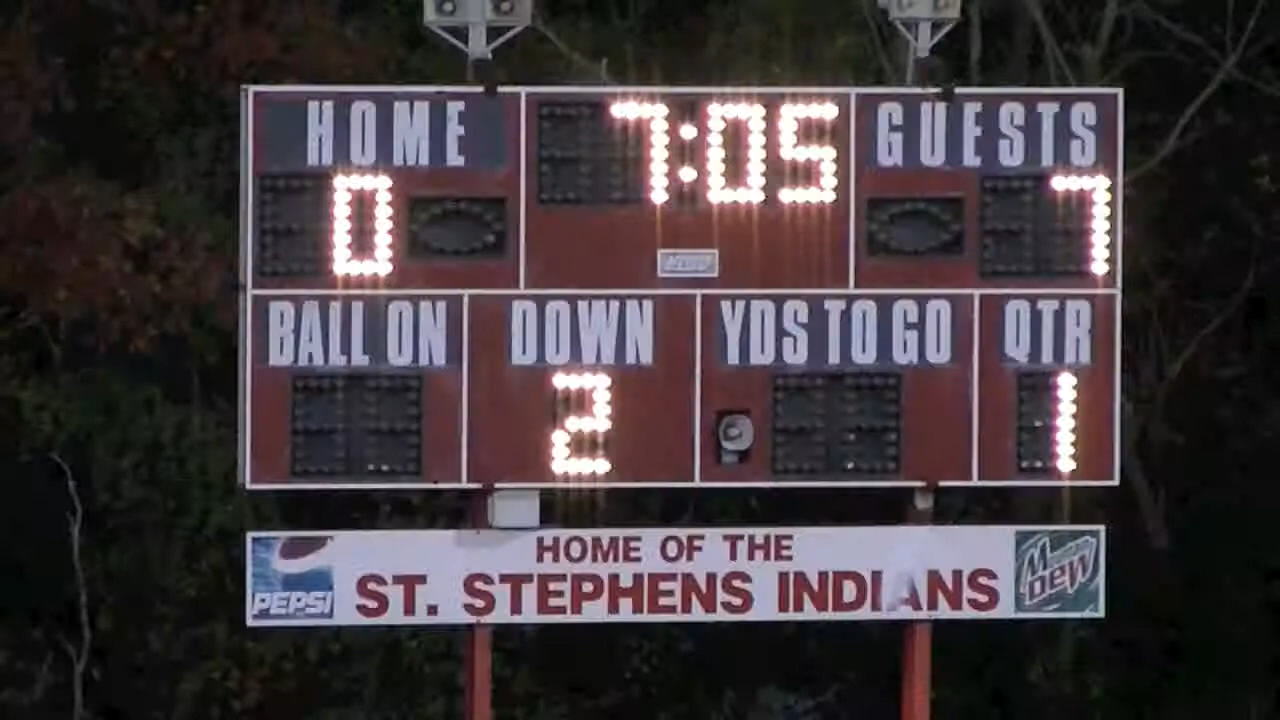 HOME 7:05 GUESTS
0 7
BALL ON DOWN YDS TO GO QTR
2 1
HOME OF THE
PEPSI ST. STEPHENS INDIANS Mountain Dew